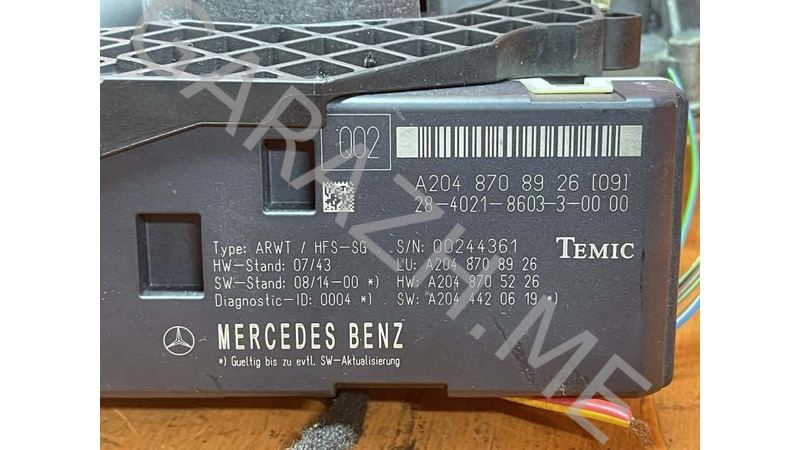 002
A204 870 89 26 [09]
28-4021-8603-3-00 00
Type: ARWT / HFS-SG S/N: 00244361
HW-Stand: 07/43 LU: A204 870 89 26
SW-Stand: 08/14-00 *) HW: A204 870 52 26
Diagnostic-ID: 0004 *) SW: A204 442 06 19 *)
TEMIC
MERCEDES BENZ
*) Gueltig bis zu evtl. SW-Aktualisierung
GARAZH.ME